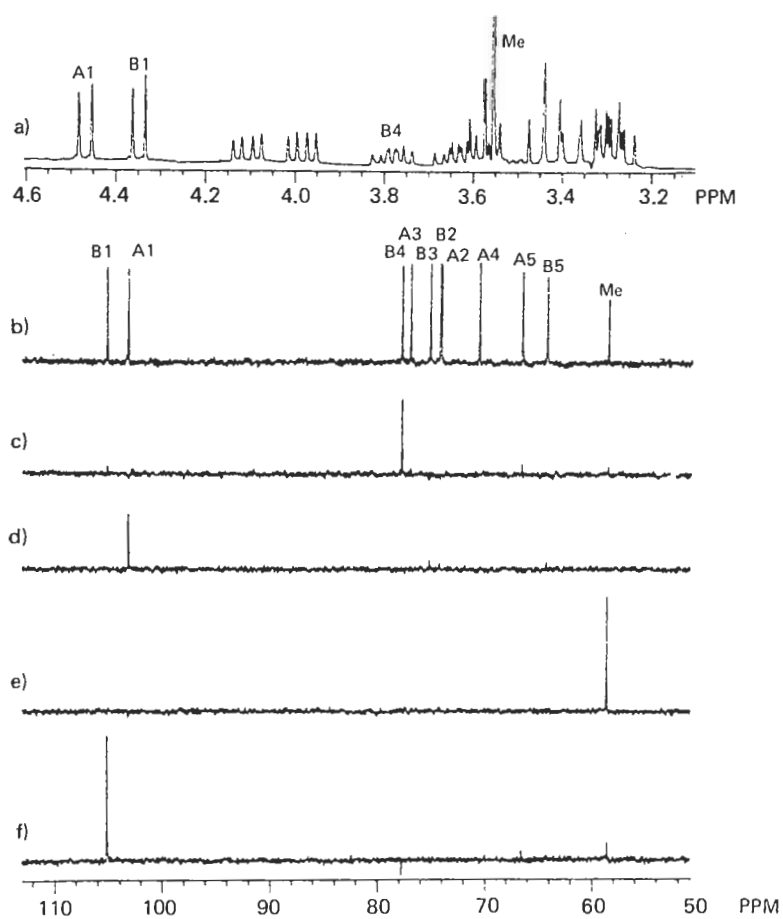 A1 B1 Me
a) B4
4.6 4.4 4.2 4.0 3.8 3.6 3.4 3.2 PPM
A3 B2
B1 A1 B4 B3 A2 A4 A5 B5
Me
b)
c)
d)
e)
f)
110 100 90 80 70 60 50 PPM